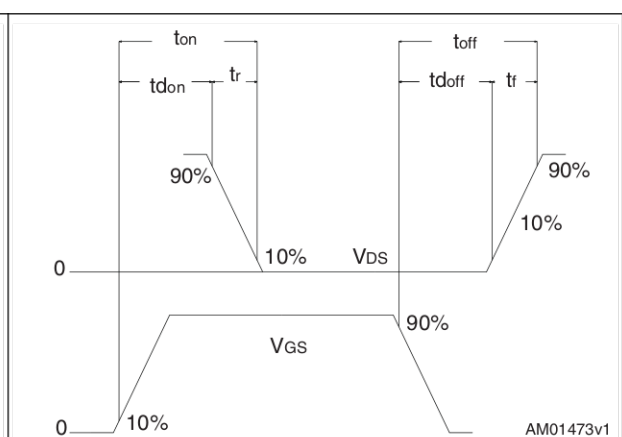 ton toff
tdon tr tdoff tf
90% 90%
10%
10% VDS
0
VGS 90%
0 10% AM01473v1